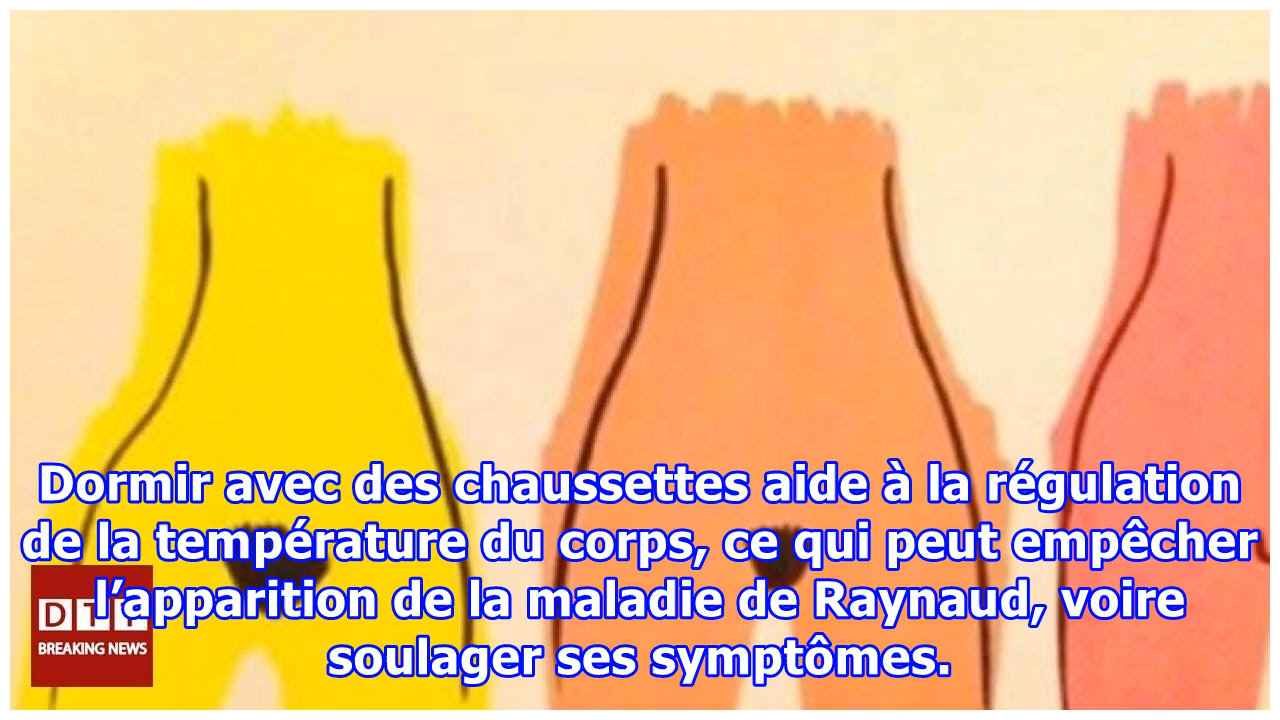 Dormir avec des chaussettes aide à la régulation
de la température du corps, ce qui peut empêcher
l’apparition de la maladie de Raynaud, voire
soulager ses symptômes.
BREAKING NEWS